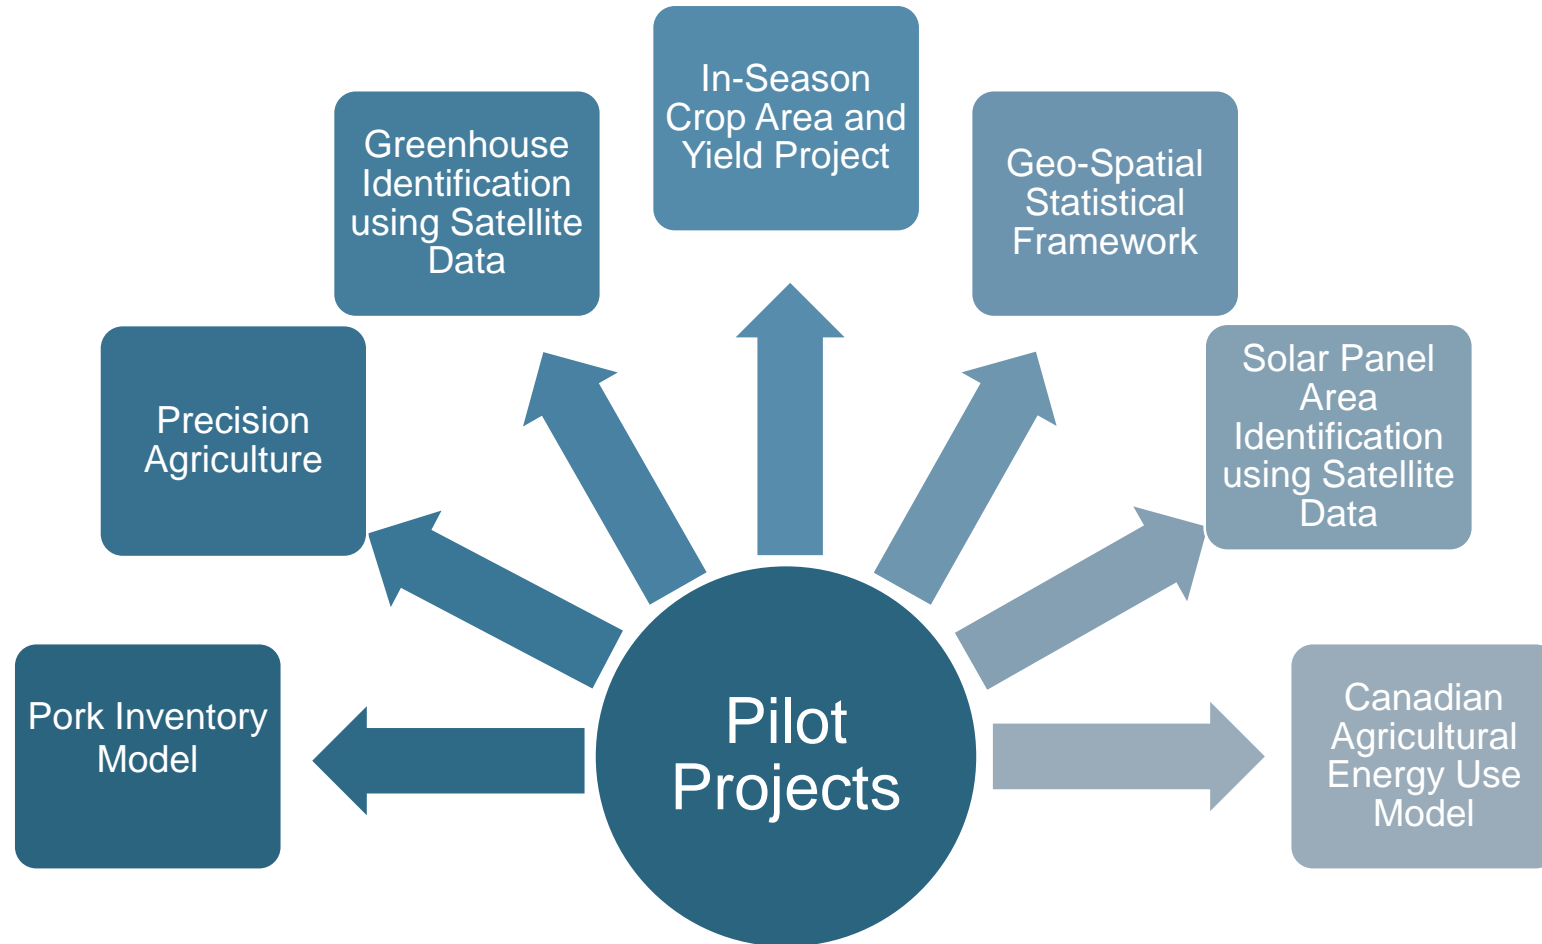 In-Season
Crop Area and
Yield Project
Greenhouse
Identification
using Satellite
Data
Geo-Spatial
Statistical
Framework
Precision
Agriculture
Solar Panel
Area
Identification
using Satellite
Data
Pork Inventory
Model
Pilot
Projects
Canadian
Agricultural
Energy Use
Model